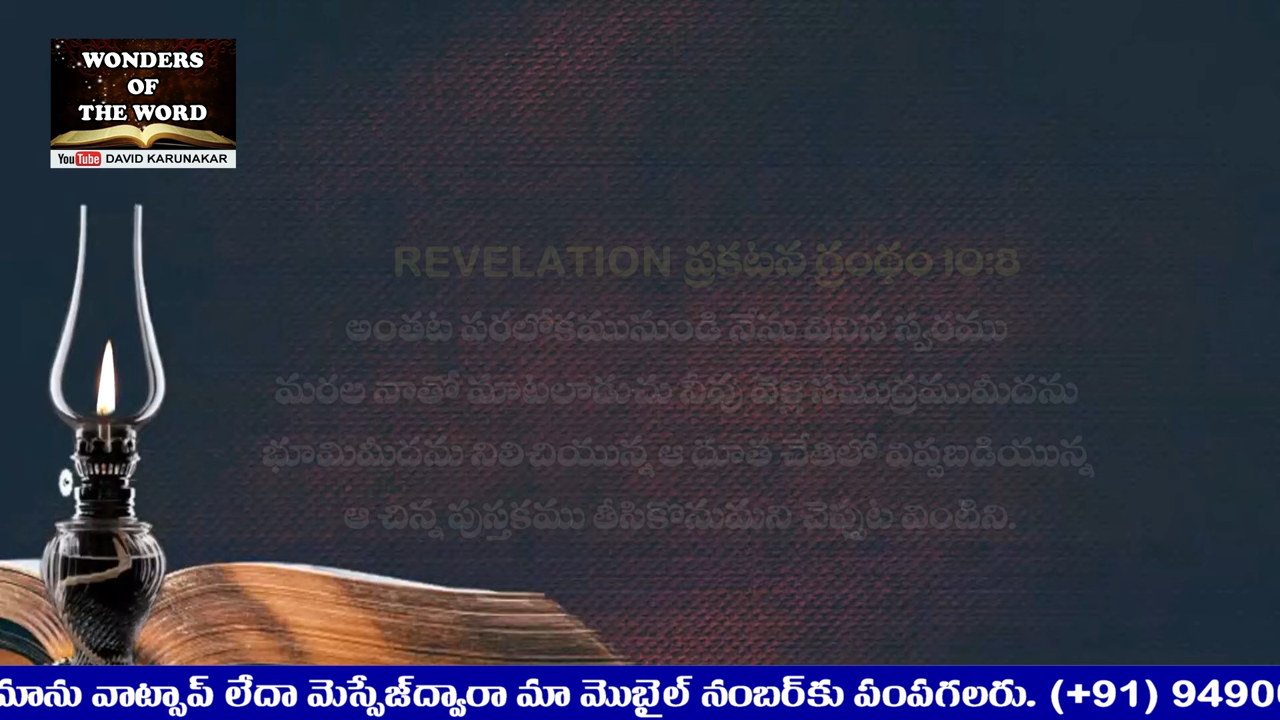 WONDERS
OF
THE WORD
YouTube DAVID KARUNAKAR
REVELATION ప్రకటన గ్రంథం 10:8
అంతట పరలోకమునుండి నేను వినిన స్వరము
మరల నాతో మాటలాడుచు నీవు వెళ్లి సముద్రముమీదను
భూమిమీదను నిలిచియున్న ఆ దూత చేతిలో విప్పబడియున్న
ఆ చిన్న పుస్తకము తీసికొనుమని చెప్పుట వింటిని.
మాను వాట్సాప్ లేదా మెస్సేజ్‌ద్వారా మా మొబైల్ నంబర్‌కు పంపగలరు. (+91) 9490